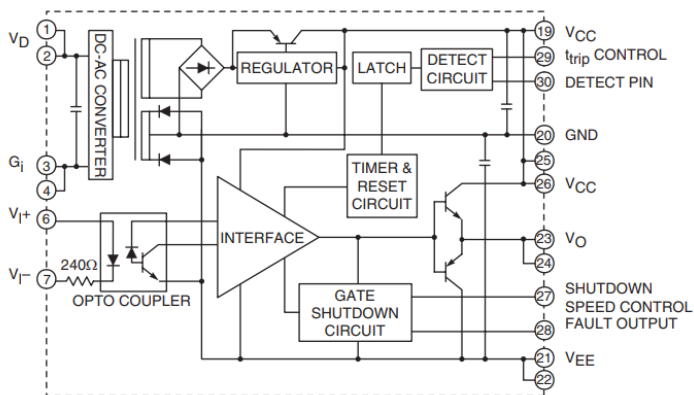 1
V_D
2
DC-AC CONVERTER
G_i
3
4
V_I+
6
V_I−
7
240Ω
OPTO COUPLER
REGULATOR
LATCH
DETECT
CIRCUIT
TIMER &
RESET
CIRCUIT
INTERFACE
GATE
SHUTDOWN
CIRCUIT
19 V_CC
29 t_trip CONTROL
30 DETECT PIN
20 GND
25
26 V_CC
23 V_O
24
27 SHUTDOWN
SPEED CONTROL
28 FAULT OUTPUT
21 V_EE
22